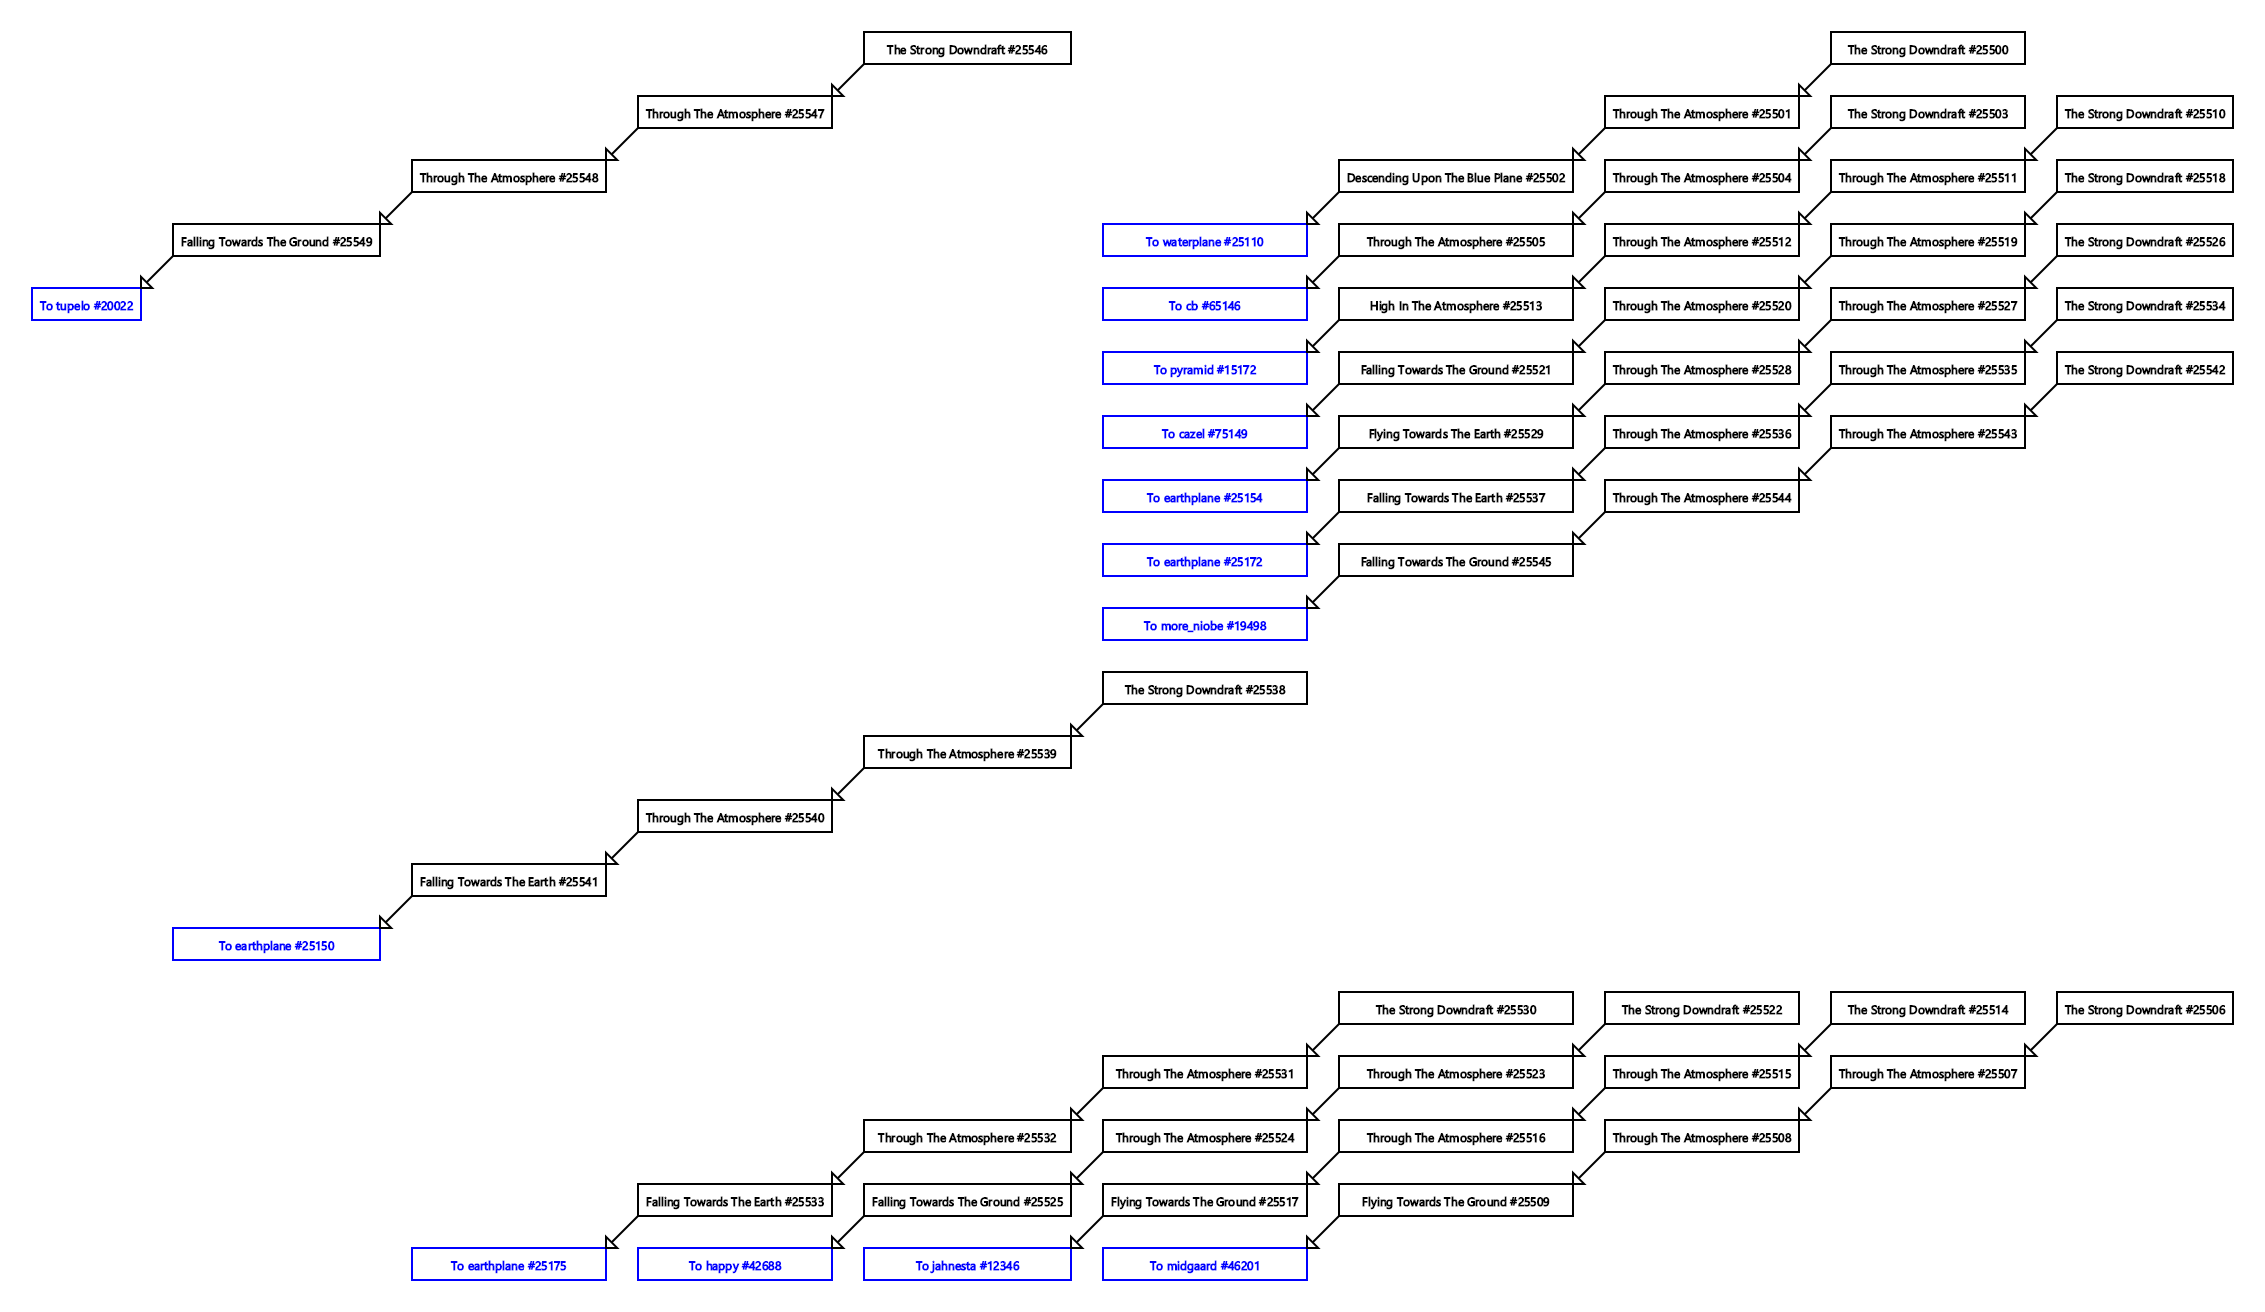 The Strong Downdraft #25546
The Strong Downdraft #25500
Through The Atmosphere #25547
Through The Atmosphere #25501
The Strong Downdraft #25503
The Strong Downdraft #25510
Through The Atmosphere #25548
Descending Upon The Blue Plane #25502
Through The Atmosphere #25504
Through The Atmosphere #25511
The Strong Downdraft #25518
Falling Towards The Ground #25549
To waterplane #25110
Through The Atmosphere #25505
Through The Atmosphere #25512
Through The Atmosphere #25519
The Strong Downdraft #25526
To tupelo #20022
To cb #65146
High In The Atmosphere #25513
Through The Atmosphere #25520
Through The Atmosphere #25527
The Strong Downdraft #25534
To pyramid #15172
Falling Towards The Ground #25521
Through The Atmosphere #25528
Through The Atmosphere #25535
The Strong Downdraft #25542
To cazel #75149
Flying Towards The Earth #25529
Through The Atmosphere #25536
Through The Atmosphere #25543
To earthplane #25154
Falling Towards The Earth #25537
Through The Atmosphere #25544
To earthplane #25172
Falling Towards The Ground #25545
To more_niobe #19498
The Strong Downdraft #25538
Through The Atmosphere #25539
Through The Atmosphere #25540
Falling Towards The Earth #25541
To earthplane #25150
The Strong Downdraft #25530
The Strong Downdraft #25522
The Strong Downdraft #25514
The Strong Downdraft #25506
Through The Atmosphere #25531
Through The Atmosphere #25523
Through The Atmosphere #25515
Through The Atmosphere #25507
Through The Atmosphere #25532
Through The Atmosphere #25524
Through The Atmosphere #25516
Through The Atmosphere #25508
Falling Towards The Earth #25533
Falling Towards The Ground #25525
Flying Towards The Ground #25517
Flying Towards The Ground #25509
To earthplane #25175
To happy #42688
To jahnesta #12346
To midgaard #46201